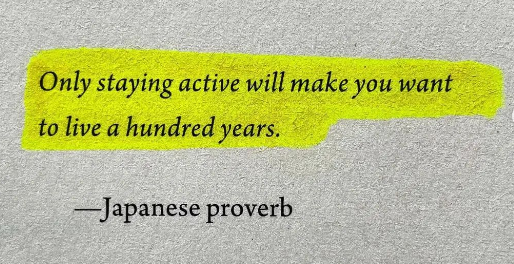 Only staying active will make you want
to live a hundred years.
—Japanese proverb